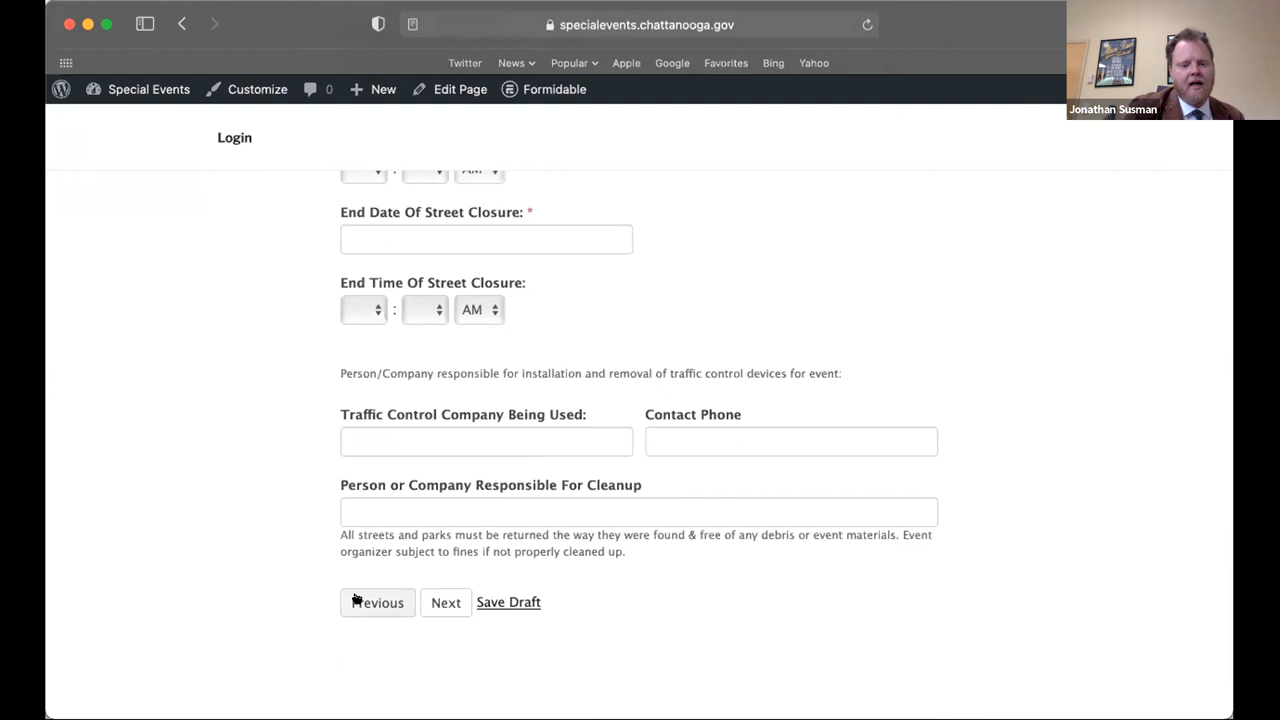 specialevents.chattanooga.gov
Twitter News Popular Apple Google Favorites Bing Yahoo
Special Events Customize 0 New Edit Page Formidable
Jonathan Susman
Login
: AM
End Date Of Street Closure: *
End Time Of Street Closure:
: AM
Person/Company responsible for installation and removal of traffic control devices for event:
Traffic Control Company Being Used: Contact Phone
Person or Company Responsible For Cleanup
All streets and parks must be returned the way they were found & free of any debris or event materials. Event
organizer subject to fines if not properly cleaned up.
Previous Next Save Draft